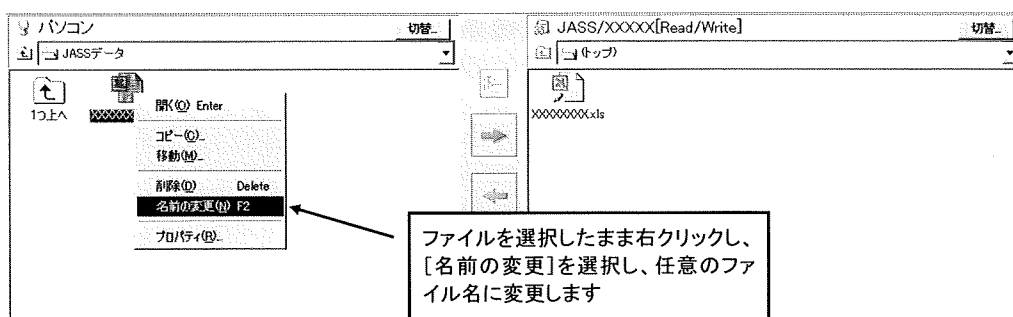 パソコン
切替...
JASSデータ
1つ上へ
XXXXXX
開く(O) Enter
コピー(C)...
移動(M)...
削除(D) Delete
名前の変更(N) F2
プロパティ(R)...
JASS/XXXXX[Read/Write]
切替...
(トップ)
XXXXXXXX.xls
ファイルを選択したまま右クリックし、
[名前の変更]を選択し、任意のファ
イル名に変更します